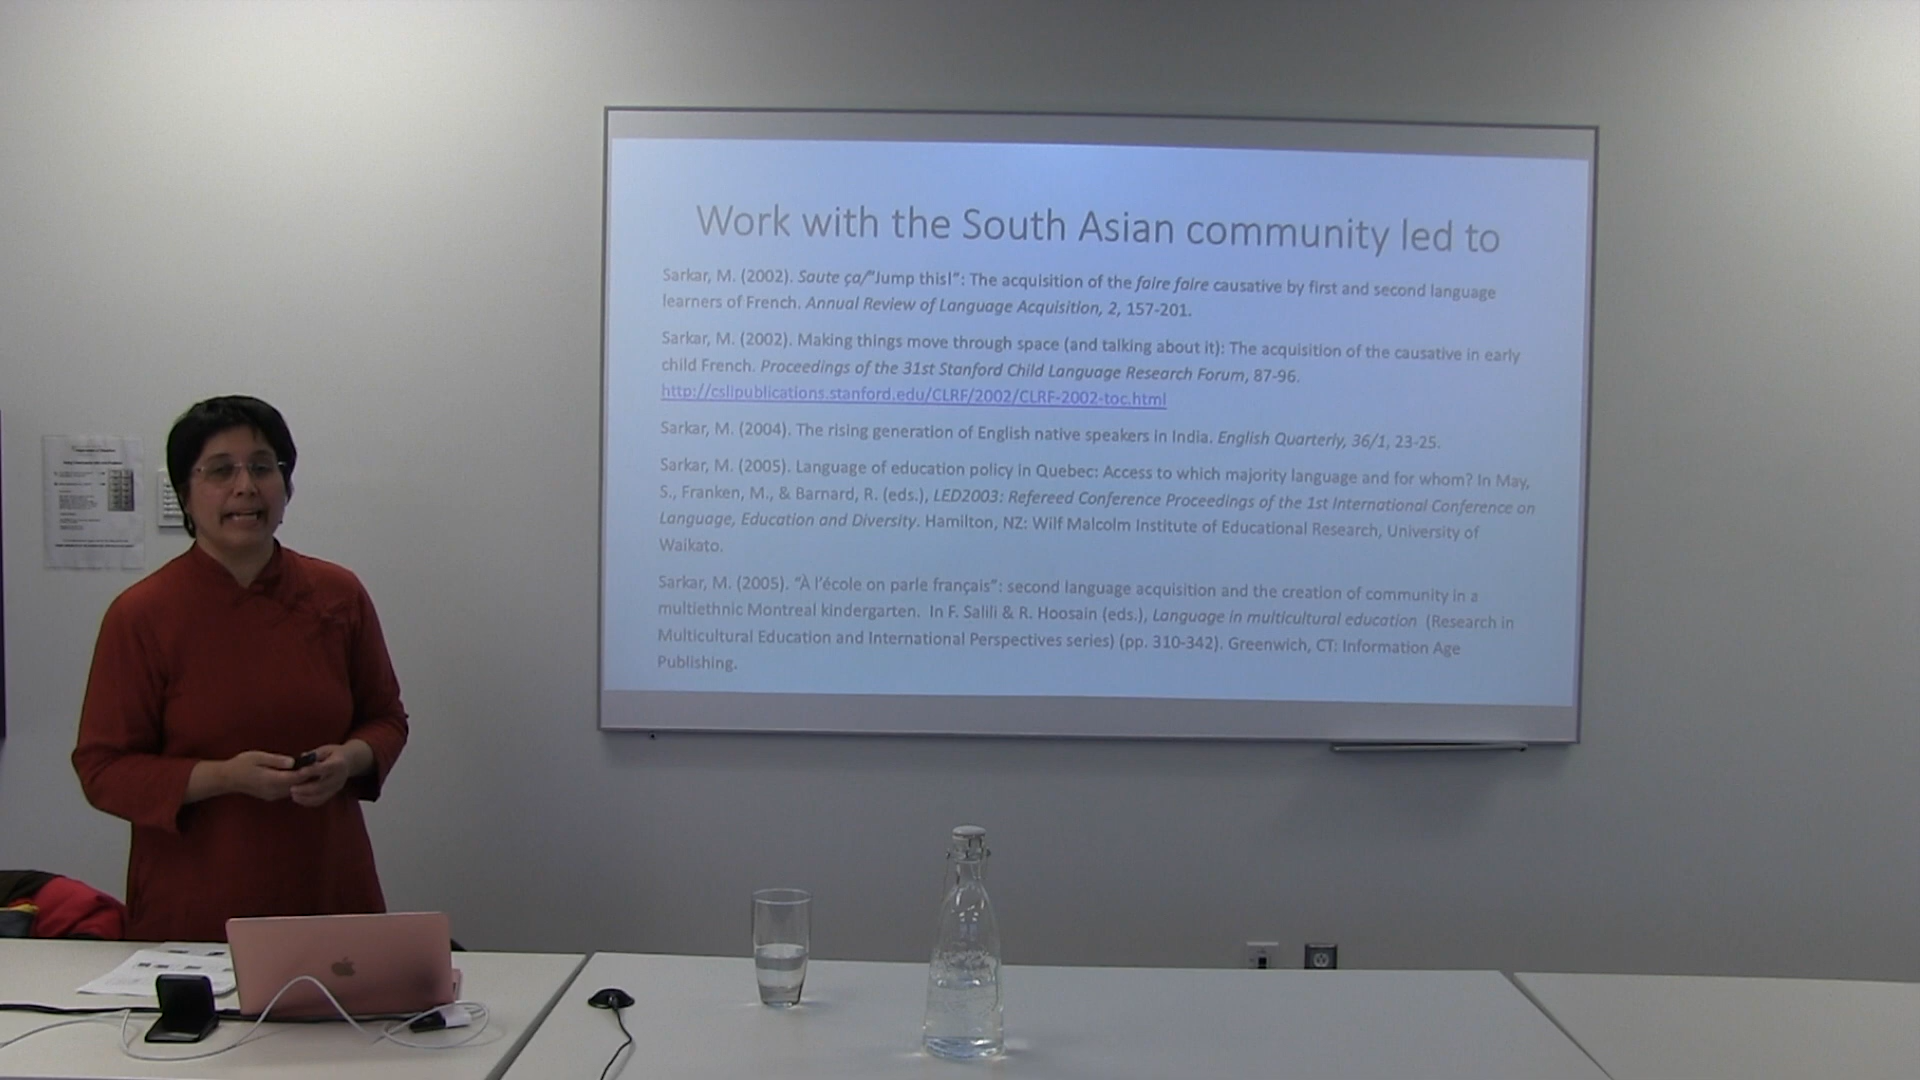 Work with the South Asian community led to
Sarkar, M. (2002). Saute ça/"Jump this!": The acquisition of the faire faire causative by first and second language
learners of French. Annual Review of Language Acquisition, 2, 157-201.
Sarkar, M. (2002). Making things move through space (and talking about it): The acquisition of the causative in early
child French. Proceedings of the 31st Stanford Child Language Research Forum, 87-96.
http://cslipublications.stanford.edu/CLRF/2002/CLRF-2002-toc.html
Sarkar, M. (2004). The rising generation of English native speakers in India. English Quarterly, 36/1, 23-25.
Sarkar, M. (2005). Language of education policy in Quebec: Access to which majority language and for whom? In May,
S., Franken, M., & Barnard, R. (eds.), LED2003: Refereed Conference Proceedings of the 1st International Conference on
Language, Education and Diversity. Hamilton, NZ: Wilf Malcolm Institute of Educational Research, University of
Waikato.
Sarkar, M. (2005). "À l'école on parle français": second language acquisition and the creation of community in a
multiethnic Montreal kindergarten. In F. Salili & R. Hoosain (eds.), Language in multicultural education (Research in
Multicultural Education and International Perspectives series) (pp. 310-342). Greenwich, CT: Information Age
Publishing.